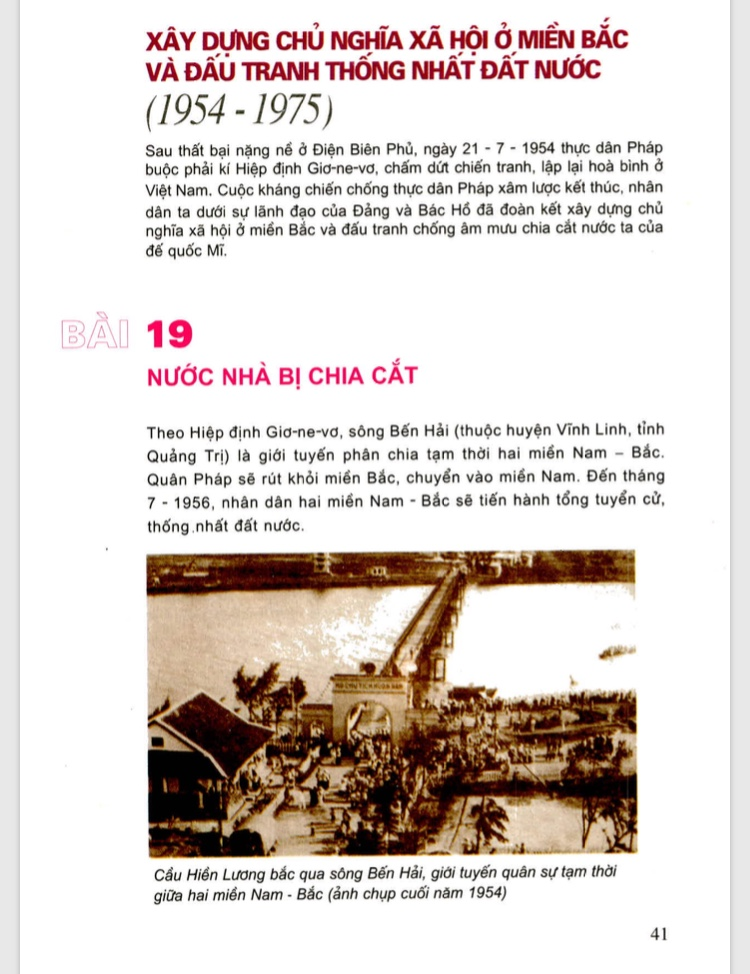 XÂY DỰNG CHỦ NGHĨA XÃ HỘI Ở MIỀN BẮC
VÀ ĐẤU TRANH THỐNG NHẤT ĐẤT NƯỚC
(1954 - 1975)
Sau thất bại nặng nề ở Điện Biên Phủ, ngày 21 - 7 - 1954 thực dân Pháp
buộc phải kí Hiệp định Giơ-ne-vơ, chấm dứt chiến tranh, lập lại hoà bình ở
Việt Nam. Cuộc kháng chiến chống thực dân Pháp xâm lược kết thúc, nhân
dân ta dưới sự lãnh đạo của Đảng và Bác Hồ đã đoàn kết xây dựng chủ
nghĩa xã hội ở miền Bắc và đấu tranh chống âm mưu chia cắt nước ta của
đế quốc Mĩ.
BÀI 19
NƯỚC NHÀ BỊ CHIA CẮT
Theo Hiệp định Giơ-ne-vơ, sông Bến Hải (thuộc huyện Vĩnh Linh, tỉnh
Quảng Trị) là giới tuyến phân chia tạm thời hai miền Nam – Bắc.
Quân Pháp sẽ rút khỏi miền Bắc, chuyển vào miền Nam. Đến tháng
7 - 1956, nhân dân hai miền Nam - Bắc sẽ tiến hành tổng tuyển cử,
thống nhất đất nước.
Cầu Hiền Lương bắc qua sông Bến Hải, giới tuyến quân sự tạm thời
giữa hai miền Nam - Bắc (ảnh chụp cuối năm 1954)
41